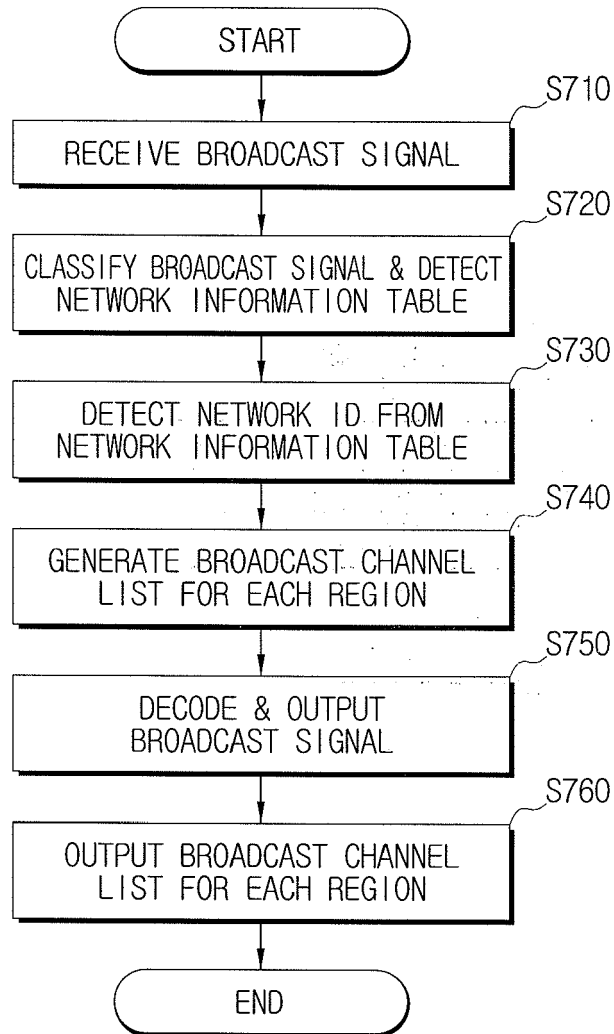 START
S710
RECEIVE BROADCAST SIGNAL
S720
CLASSIFY BROADCAST SIGNAL & DETECT
NETWORK INFORMATION TABLE
S730
DETECT NETWORK ID FROM
NETWORK INFORMATION TABLE
S740
GENERATE BROADCAST CHANNEL
LIST FOR EACH REGION
S750
DECODE & OUTPUT
BROADCAST SIGNAL
S760
OUTPUT BROADCAST CHANNEL
LIST FOR EACH REGION
END